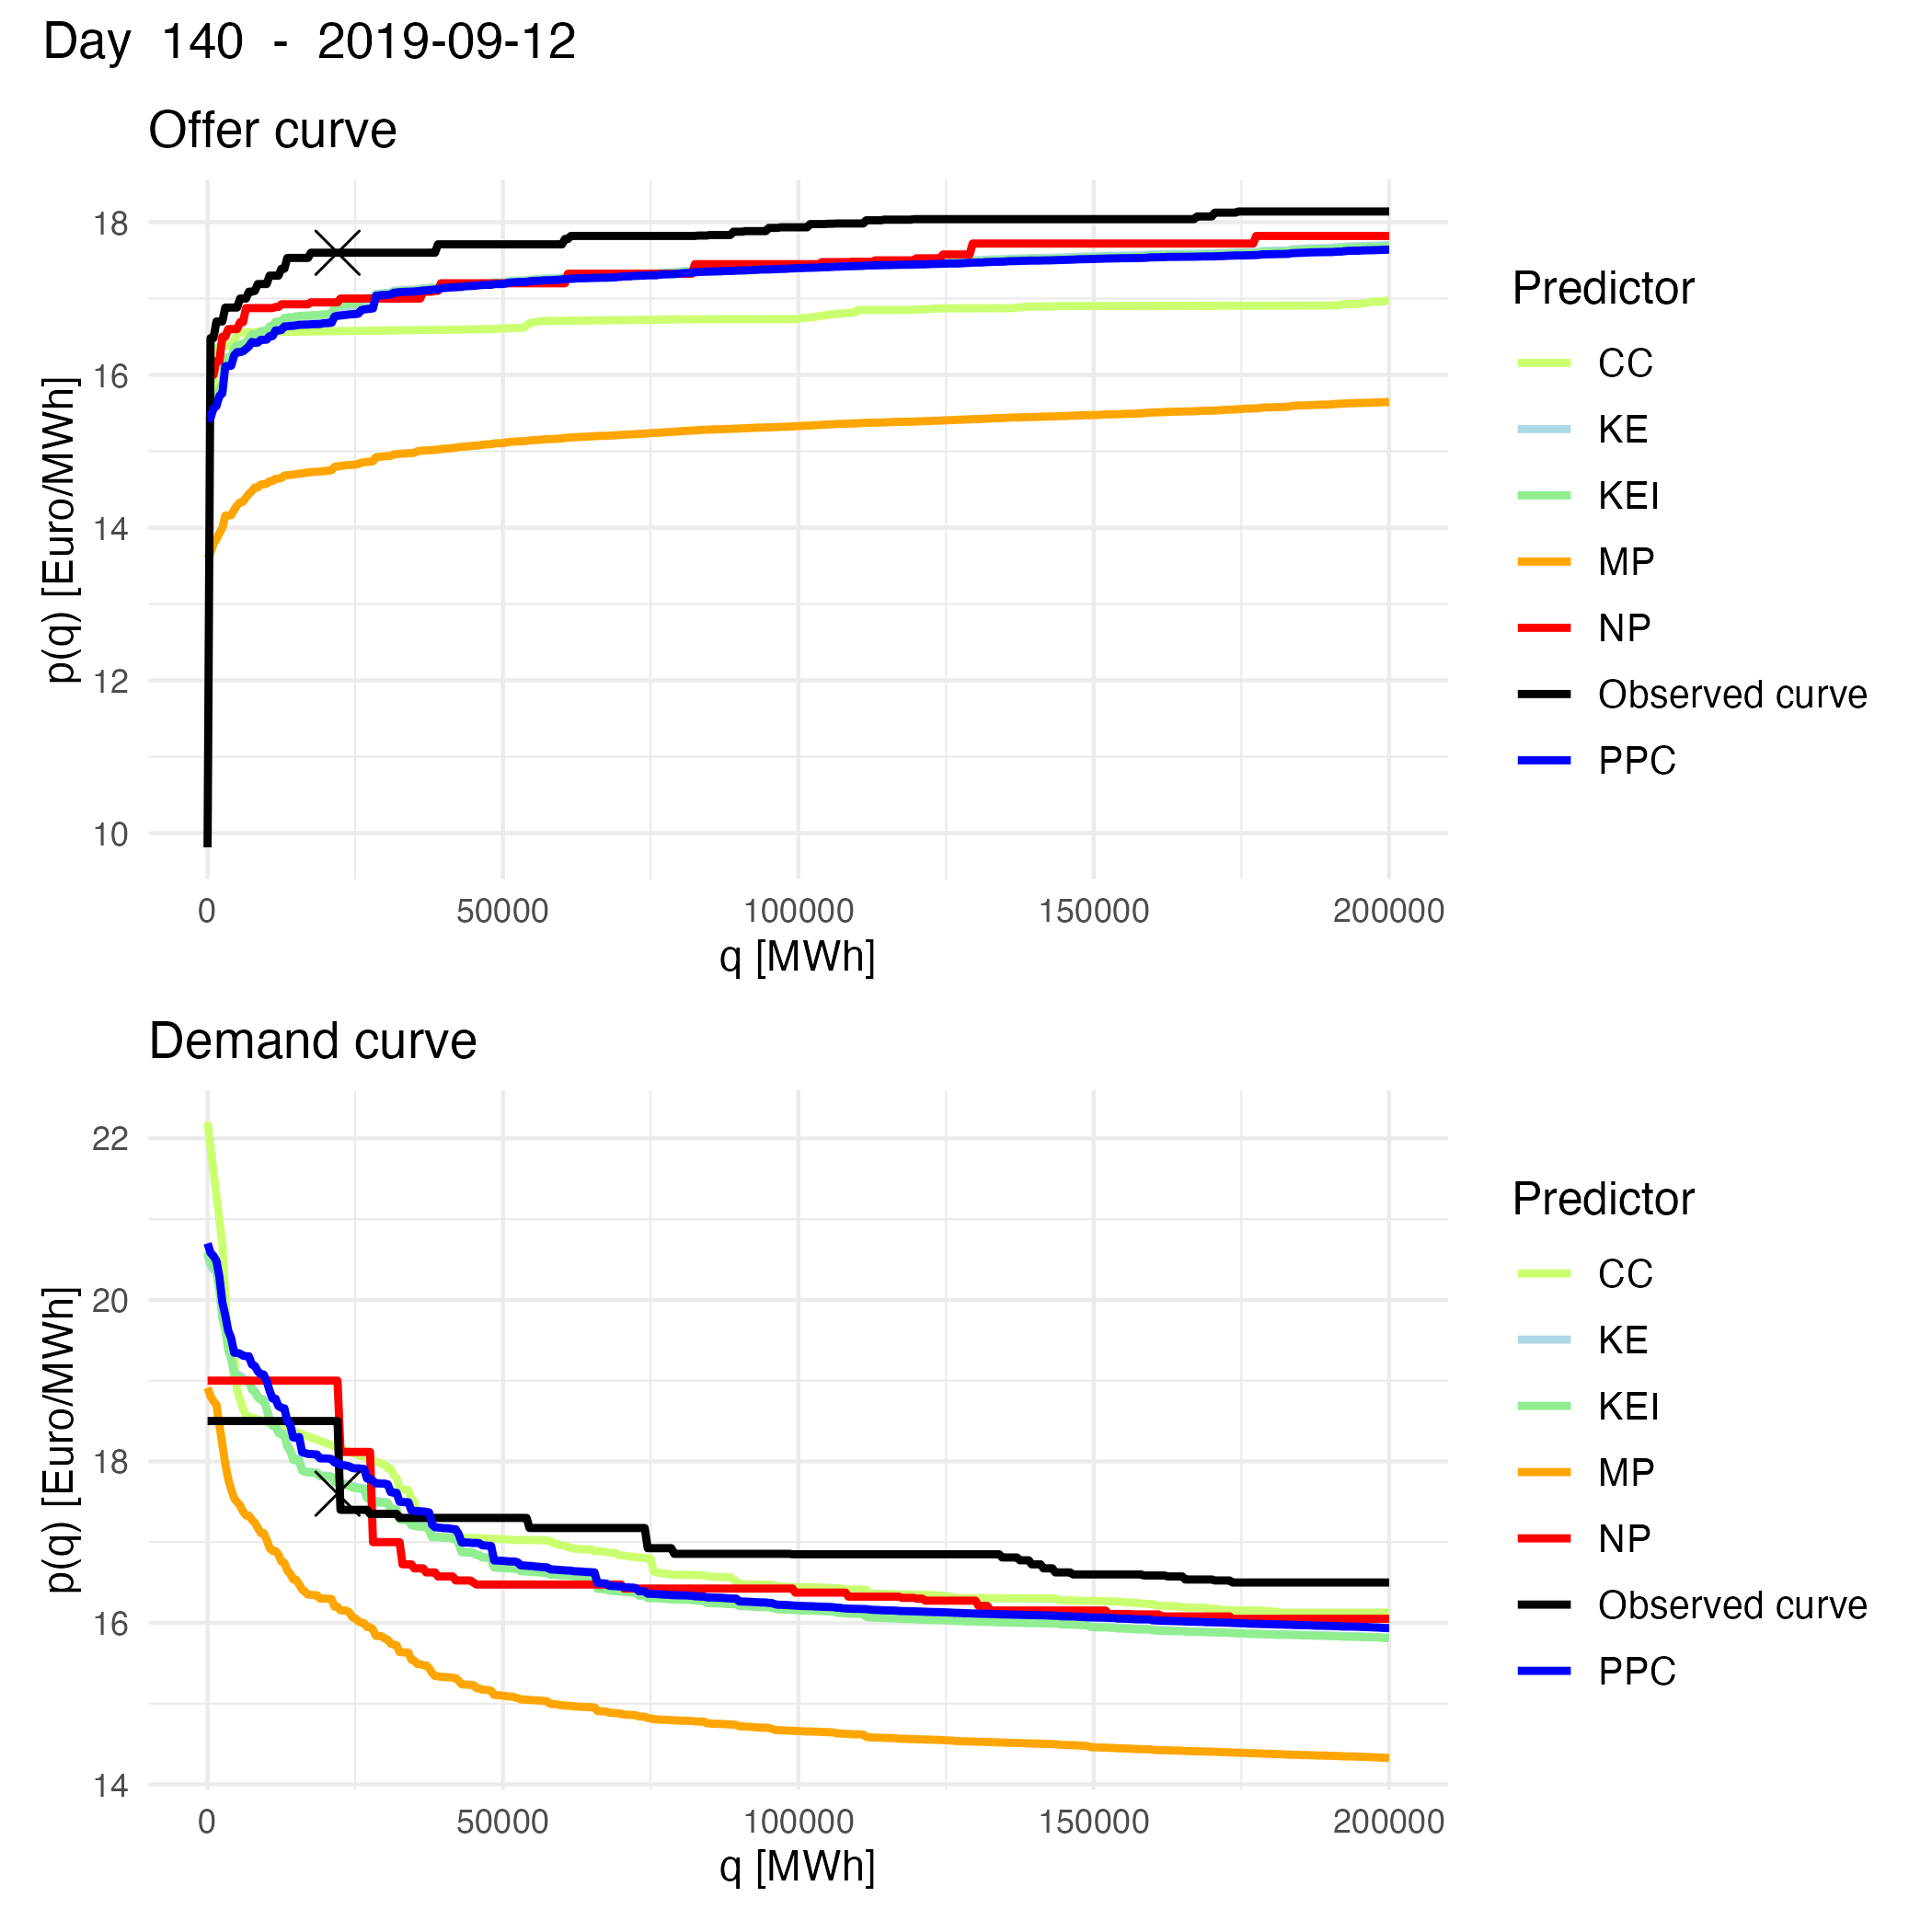 Day 140 - 2019-09-12
Offer curve
p(q) [Euro/MWh]
18
16
14
12
10
0 50000 100000 150000 200000
q [MWh]
Predictor
CC
KE
KEI
MP
NP
Observed curve
PPC
Demand curve
p(q) [Euro/MWh]
22
20
18
16
14
0 50000 100000 150000 200000
q [MWh]
Predictor
CC
KE
KEI
MP
NP
Observed curve
PPC